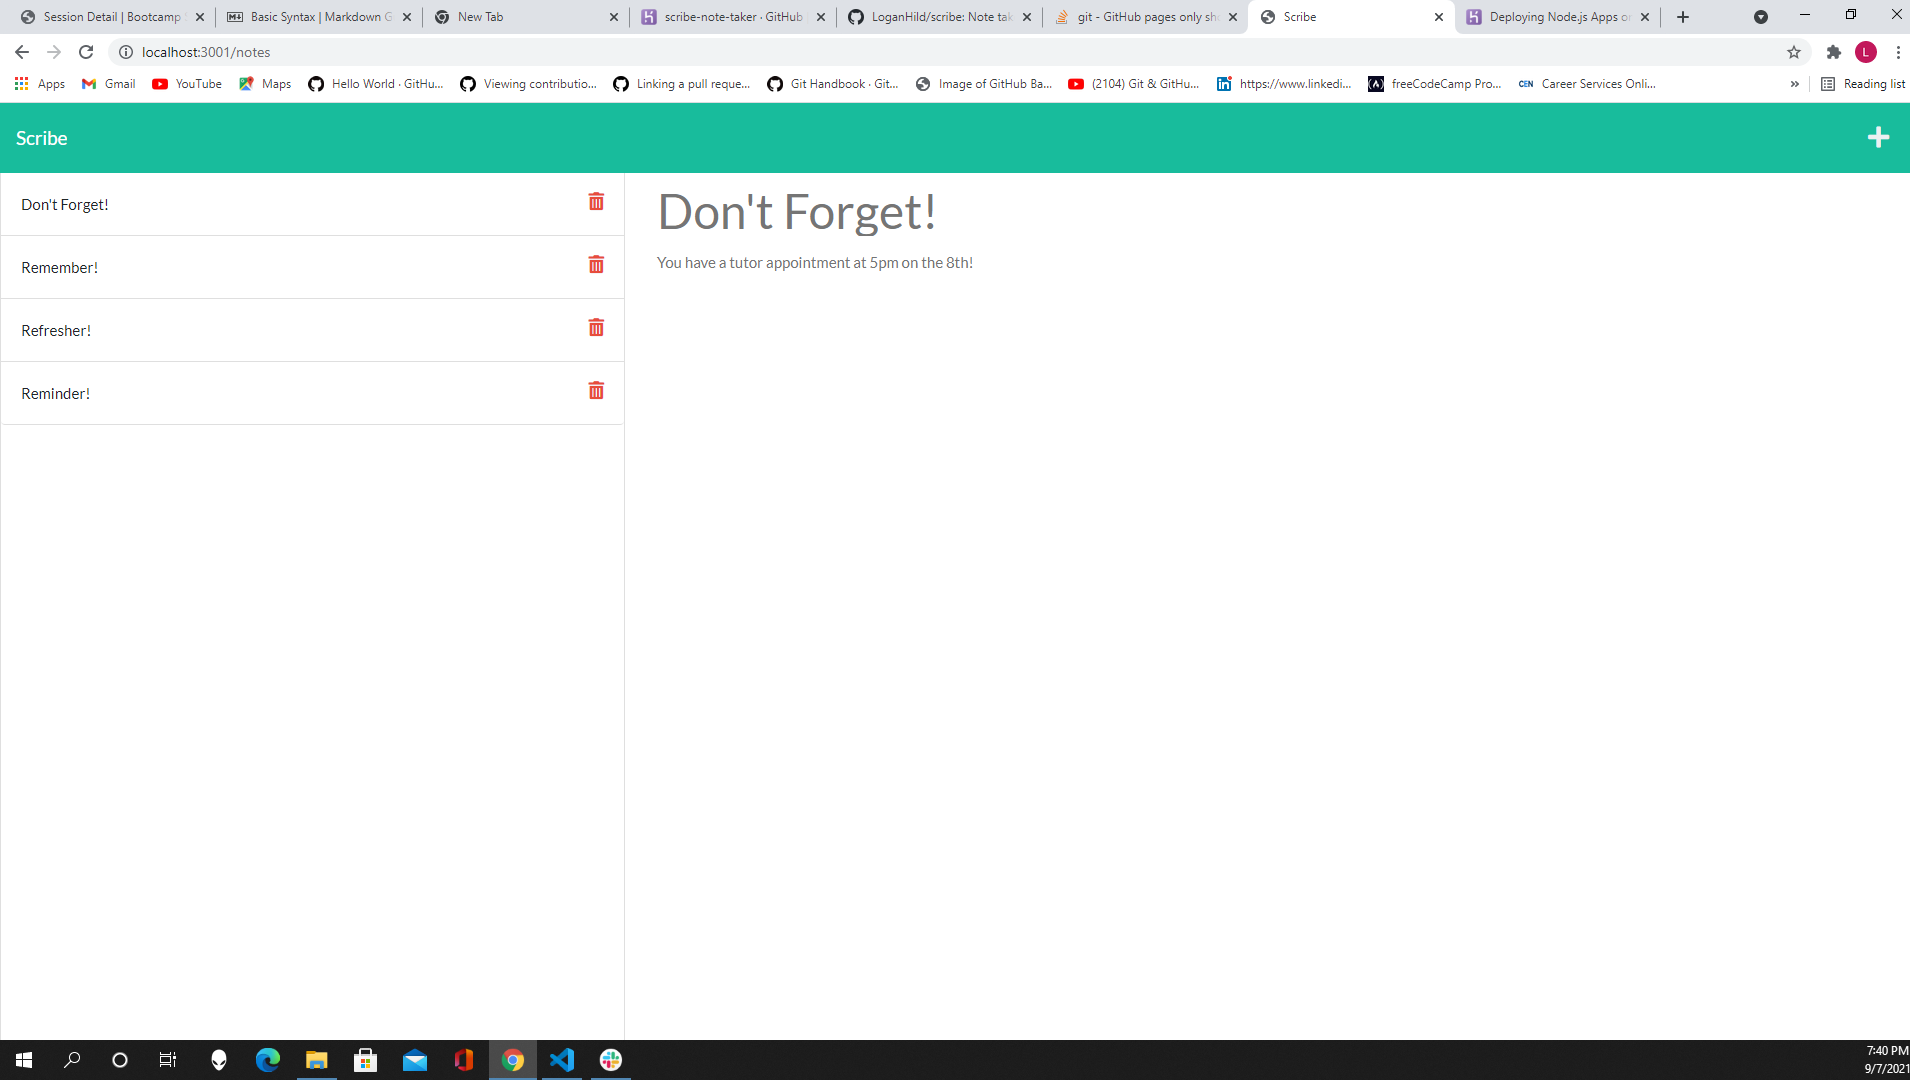 Session Detail | Bootcamp
Basic Syntax | Markdown G
New Tab
scribe-note-taker · GitHub
LoganHild/scribe: Note tak
git - GitHub pages only sh
Scribe
Deploying Node.js Apps o
localhost:3001/notes
L
Apps
Gmail
YouTube
Maps
Hello World · GitHu...
Viewing contributio...
Linking a pull reque...
Git Handbook · Git...
Image of GitHub Ba...
(2104) Git & GitHu...
https://www.linkedi...
freeCodeCamp Pro...
CEN
Career Services Onli...
»
Reading list
Scribe
Don't Forget!
Remember!
Refresher!
Reminder!
Don't Forget!
You have a tutor appointment at 5pm on the 8th!
7:40 PM
9/7/2021